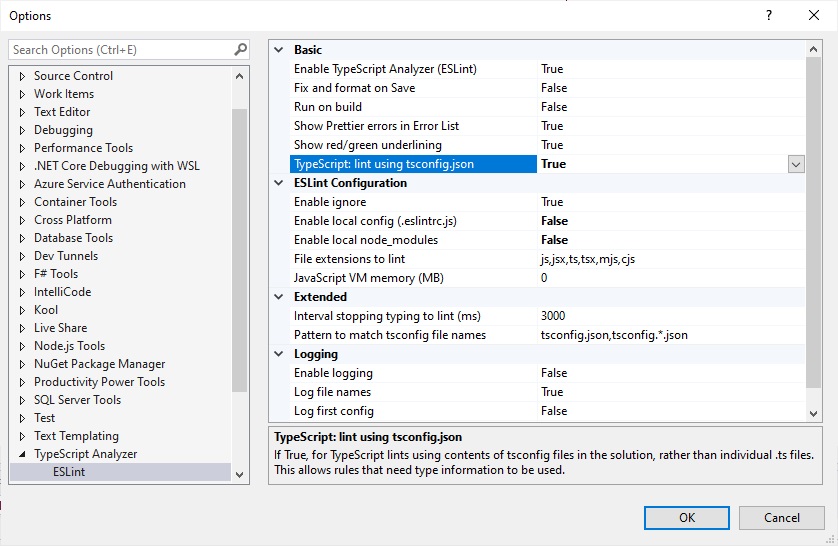 Options
Search Options (Ctrl+E)
Source Control
Work Items
Text Editor
Debugging
Performance Tools
.NET Core Debugging with WSL
Azure Service Authentication
Container Tools
Cross Platform
Database Tools
Dev Tunnels
F# Tools
IntelliCode
Kool
Live Share
Node.js Tools
NuGet Package Manager
Productivity Power Tools
SQL Server Tools
Test
Text Templating
TypeScript Analyzer
ESLint
Basic
Enable TypeScript Analyzer (ESLint) True
Fix and format on Save False
Run on build False
Show Prettier errors in Error List True
Show red/green underlining True
TypeScript: lint using tsconfig.json True
ESLint Configuration
Enable ignore True
Enable local config (.eslintrc.js) False
Enable local node_modules False
File extensions to lint js,jsx,ts,tsx,mjs,cjs
JavaScript VM memory (MB) 0
Extended
Interval stopping typing to lint (ms) 3000
Pattern to match tsconfig file names tsconfig.json,tsconfig.*.json
Logging
Enable logging False
Log file names True
Log first config False
TypeScript: lint using tsconfig.json
If True, for TypeScript lints using contents of tsconfig files in the solution, rather than individual .ts files.
This allows rules that need type information to be used.
OK Cancel